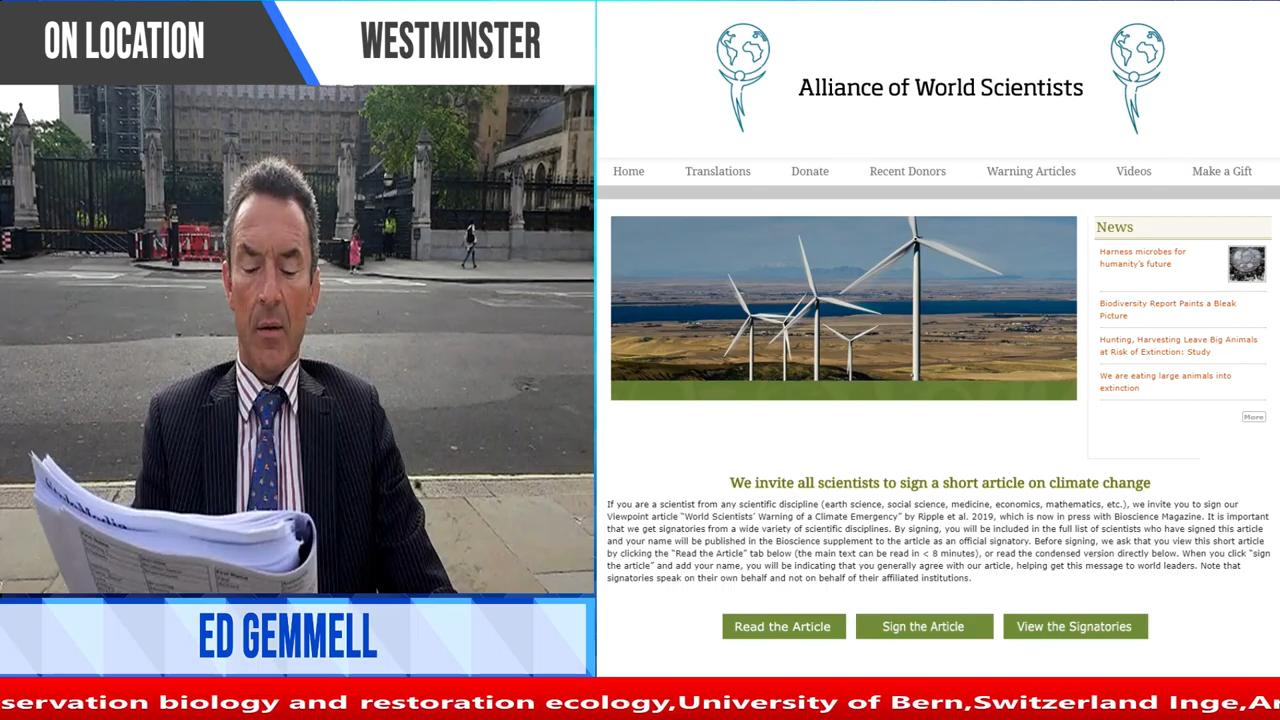 ON LOCATION
WESTMINSTER
ED GEMMELL
Alliance of World Scientists
Home
Translations
Donate
Recent Donors
Warning Articles
Videos
Make a Gift
News
Harness microbes for
humanity's future
Biodiversity Report Paints a Bleak
Picture
Hunting, Harvesting Leave Big Animals
at Risk of Extinction: Study
We are eating large animals into
extinction
More
We invite all scientists to sign a short article on climate change
If you are a scientist from any scientific discipline (earth science, social science, medicine, economics, mathematics, etc.), we invite you to sign our
Viewpoint article "World Scientists' Warning of a Climate Emergency" by Ripple et al. 2019, which is now in press with Bioscience Magazine. It is important
that we get signatories from a wide variety of scientific disciplines. By signing, you will be included in the full list of scientists who have signed this article
and your name will be published in the Bioscience supplement to the article as an official signatory. Before signing, we ask that you view this short article
by clicking the "Read the Article" tab below (the main text can be read in < 8 minutes), or read the condensed version directly below. When you click "sign
the article" and add your name, you will be indicating that you generally agree with our article, helping get this message to world leaders. Note that
signatories speak on their own behalf and not on behalf of their affiliated institutions.
Read the Article
Sign the Article
View the Signatories
servation biology and restoration ecology,University of Bern,Switzerland Inge,Ar